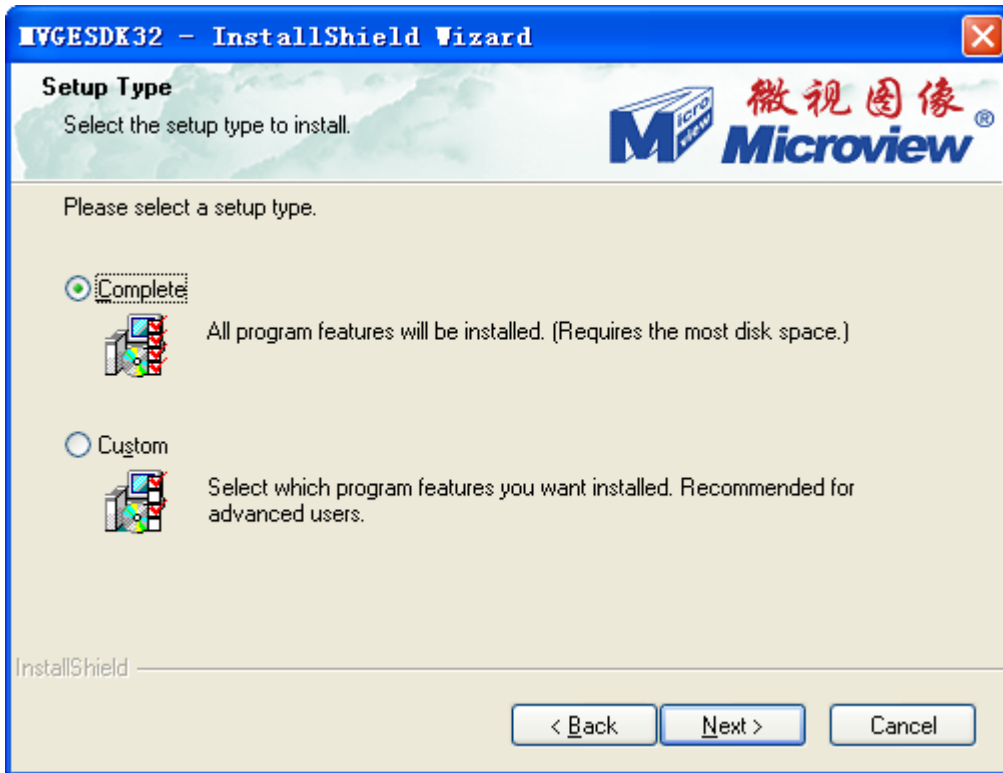 MVGESDK32 - InstallShield Wizard
Setup Type
Select the setup type to install.
Micro view
微视图像®
Microview
Please select a setup type.
Complete
All program features will be installed. (Requires the most disk space.)
Custom
Select which program features you want installed. Recommended for
advanced users.
InstallShield
< Back
Next >
Cancel